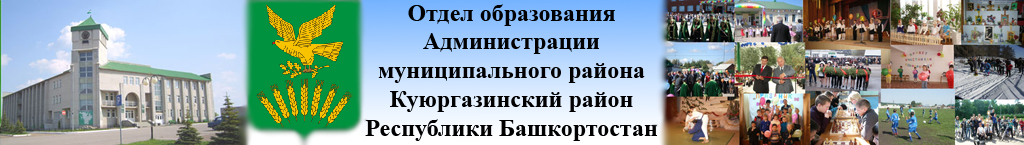 Отдел образования
Администрации
муниципального района
Куюргазинский район
Республики Башкортостан